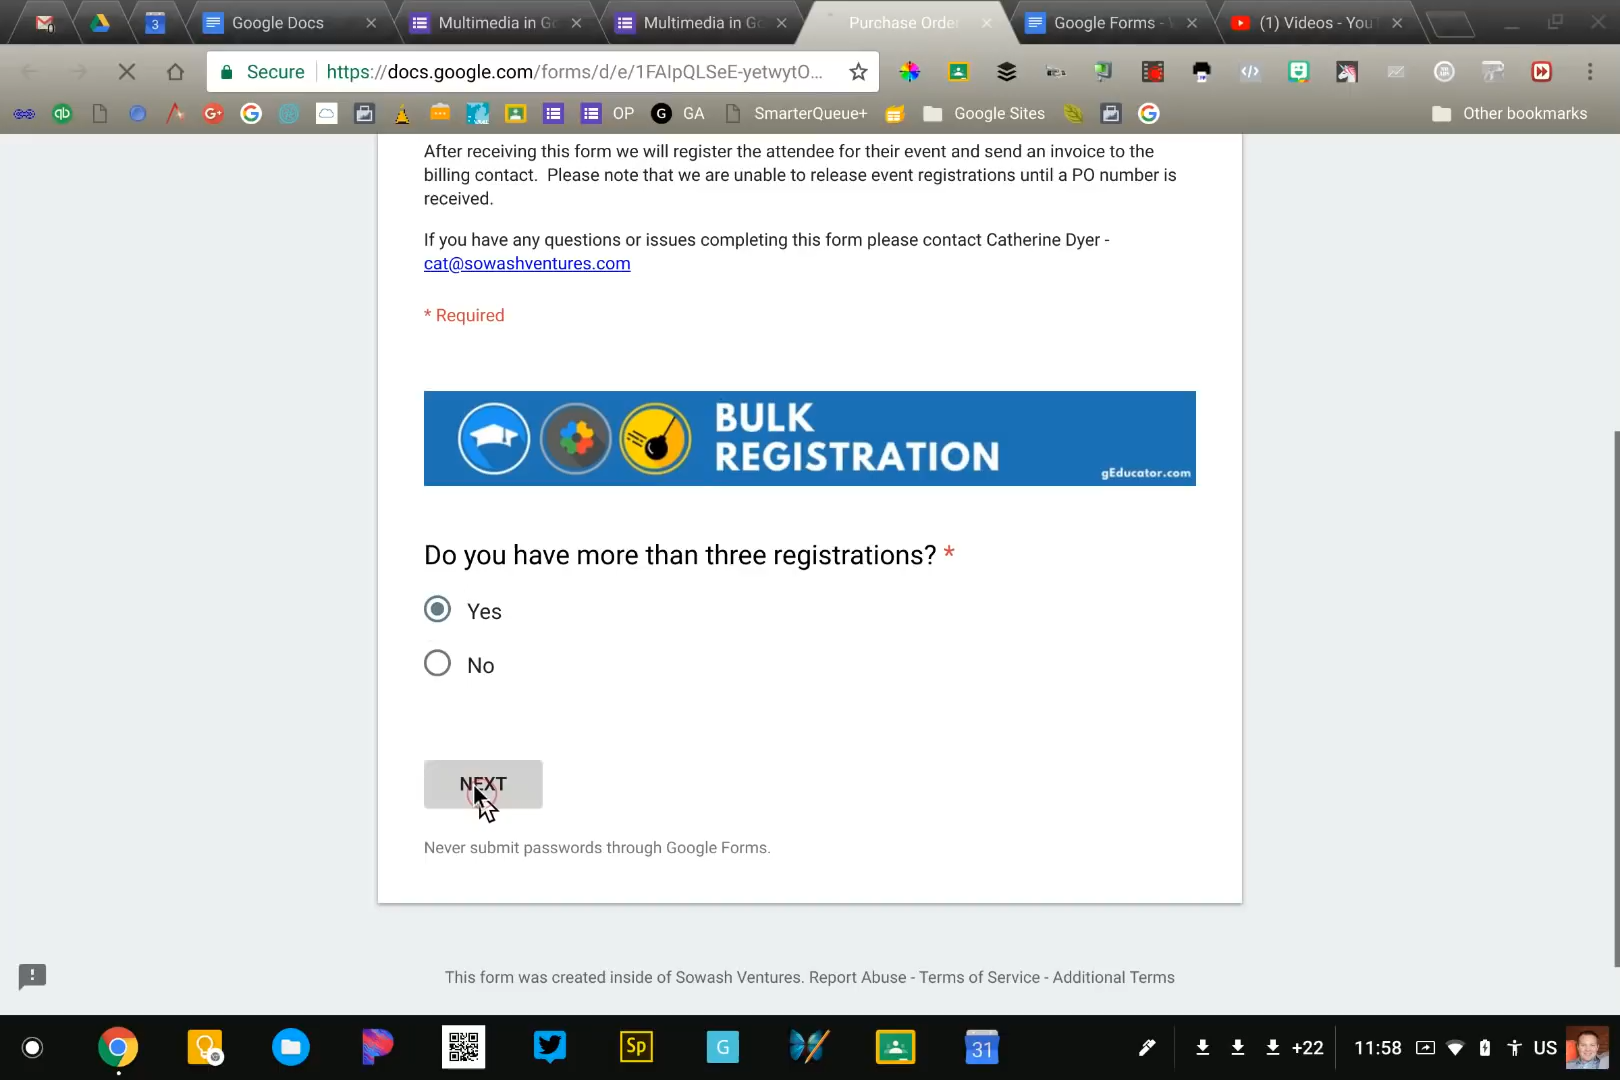 Google Docs
Multimedia in Go
Multimedia in Go
Purchase Order
Google Forms -
(1) Videos - You
Secure
https://docs.google.com/forms/d/e/1FAIpQLSeE-yetwytO...
OP
GA
SmarterQueue+
Google Sites
Other bookmarks
After receiving this form we will register the attendee for their event and send an invoice to the
billing contact. Please note that we are unable to release event registrations until a PO number is
received.
If you have any questions or issues completing this form please contact Catherine Dyer -
cat@sowashventures.com
* Required
BULK
REGISTRATION
gEducator.com
Do you have more than three registrations? *
Yes
No
NEXT
Never submit passwords through Google Forms.
This form was created inside of Sowash Ventures. Report Abuse - Terms of Service - Additional Terms
Sp
G
31
+22
11:58
US